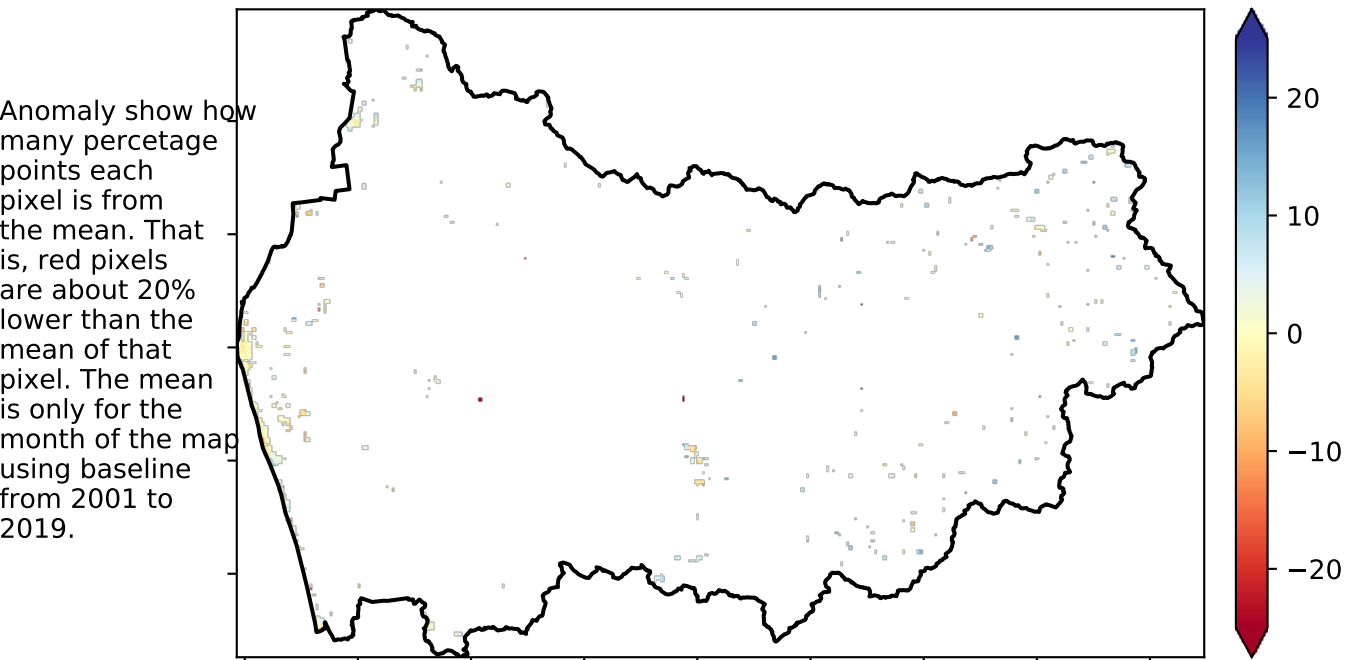 Anomaly show how
many percetage
points each
pixel is from
the mean. That
is, red pixels
are about 20%
lower than the
mean of that
pixel. The mean
is only for the
month of the map
using baseline
from 2001 to
2019.
20
10
0
−10
−20